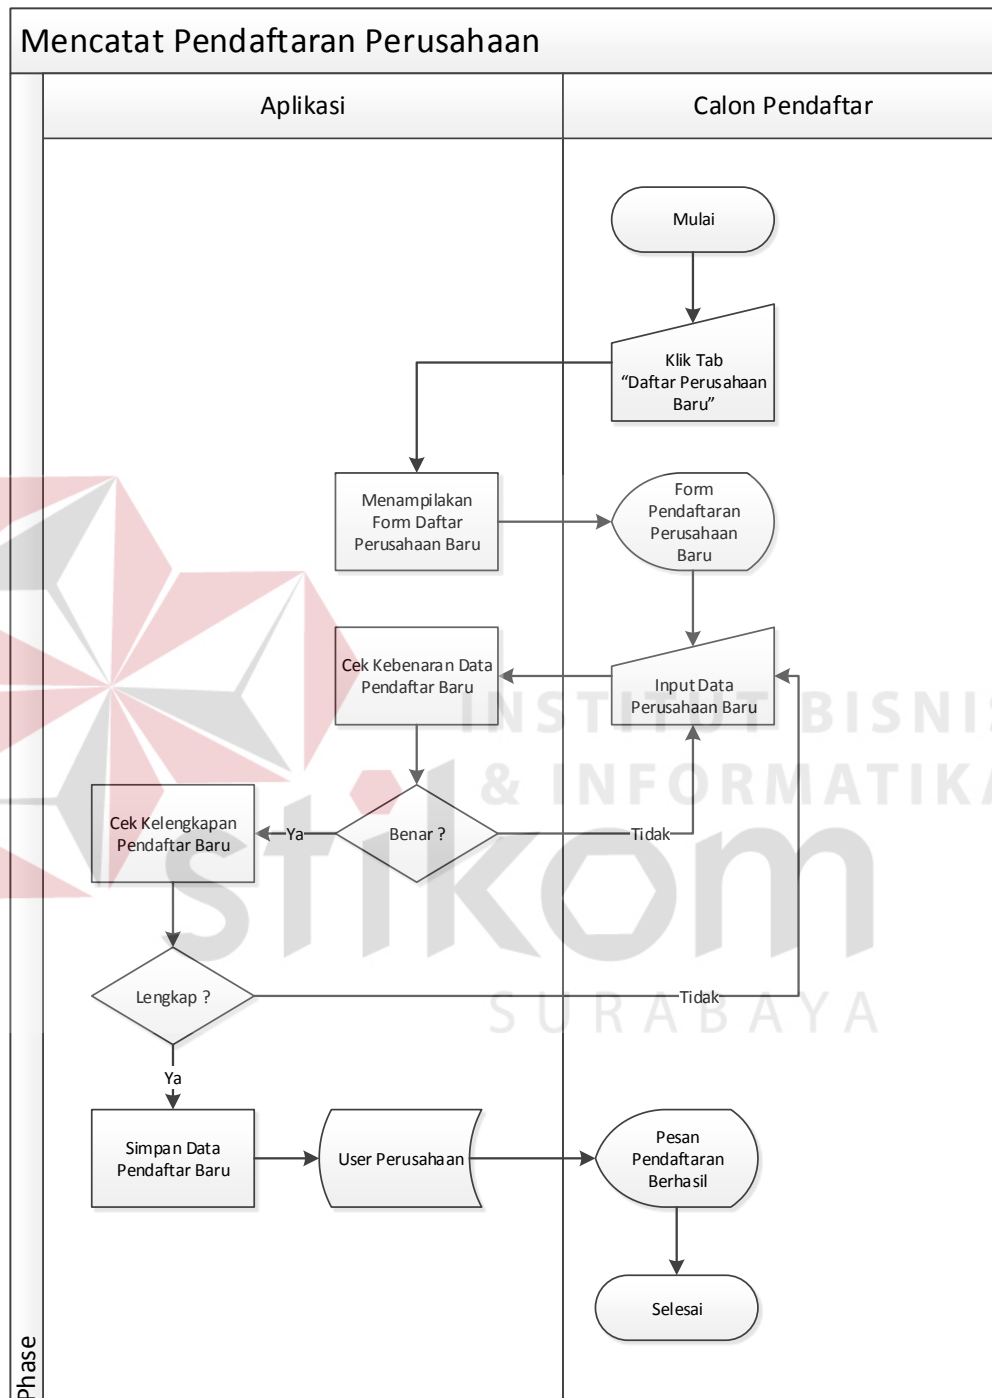 Mencatat Pendaftaran Perusahaan
Aplikasi
Calon Pendaftar
Mulai
Klik Tab
“Daftar Perusahaan
Baru”
Menampilakan
Form Daftar
Perusahaan Baru
Form
Pendaftaran
Perusahaan
Baru
Cek Kebenaran Data
Pendaftar Baru
Input Data
Perusahaan Baru
INSTITUT BISNIS
& INFORMATIKA
stikom
SURABAYA
Cek Kelengkapan
Pendaftar Baru
Ya
Benar ?
Tidak
Lengkap ?
Tidak
Ya
Simpan Data
Pendaftar Baru
User Perusahaan
Pesan
Pendaftaran
Berhasil
Selesai
Phase